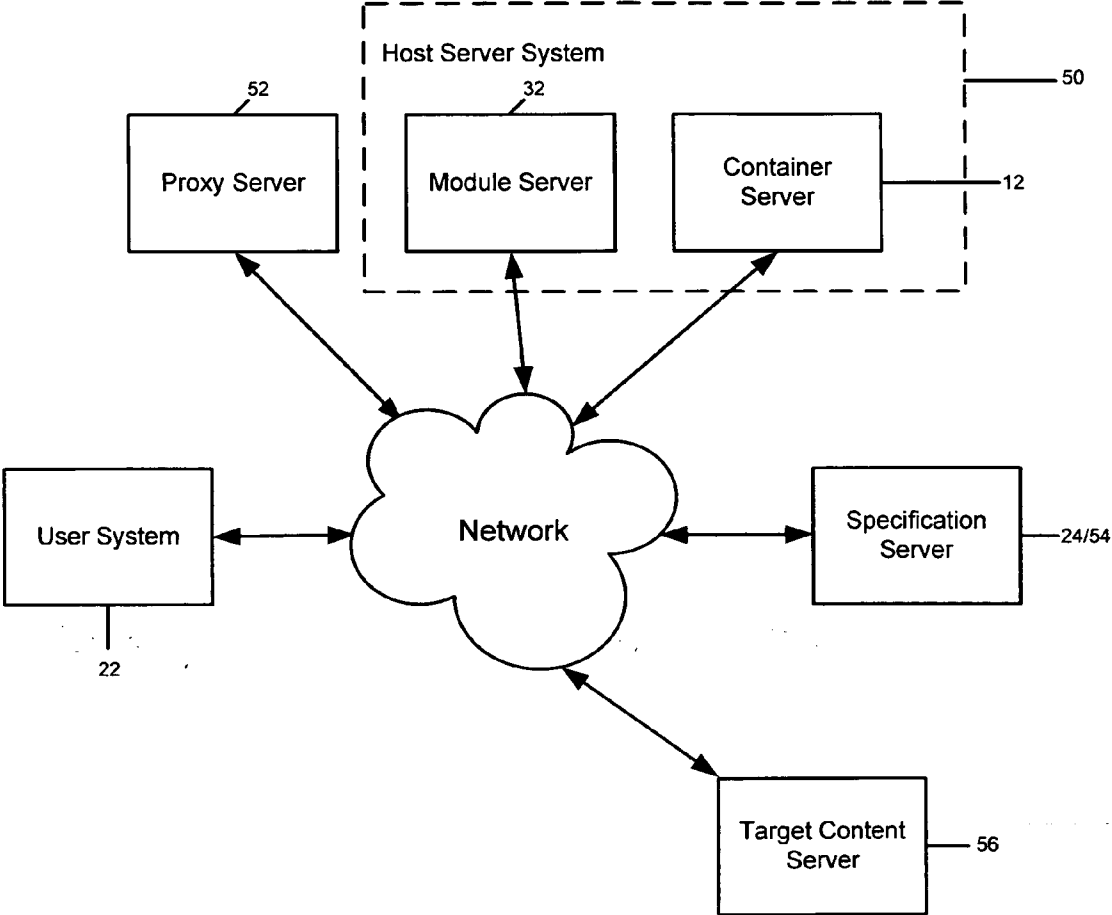 Host Server System
50
52
32
Proxy Server
Module Server
Container
Server
12
User System
Network
Specification
Server
24/54
22
Target Content
Server
56